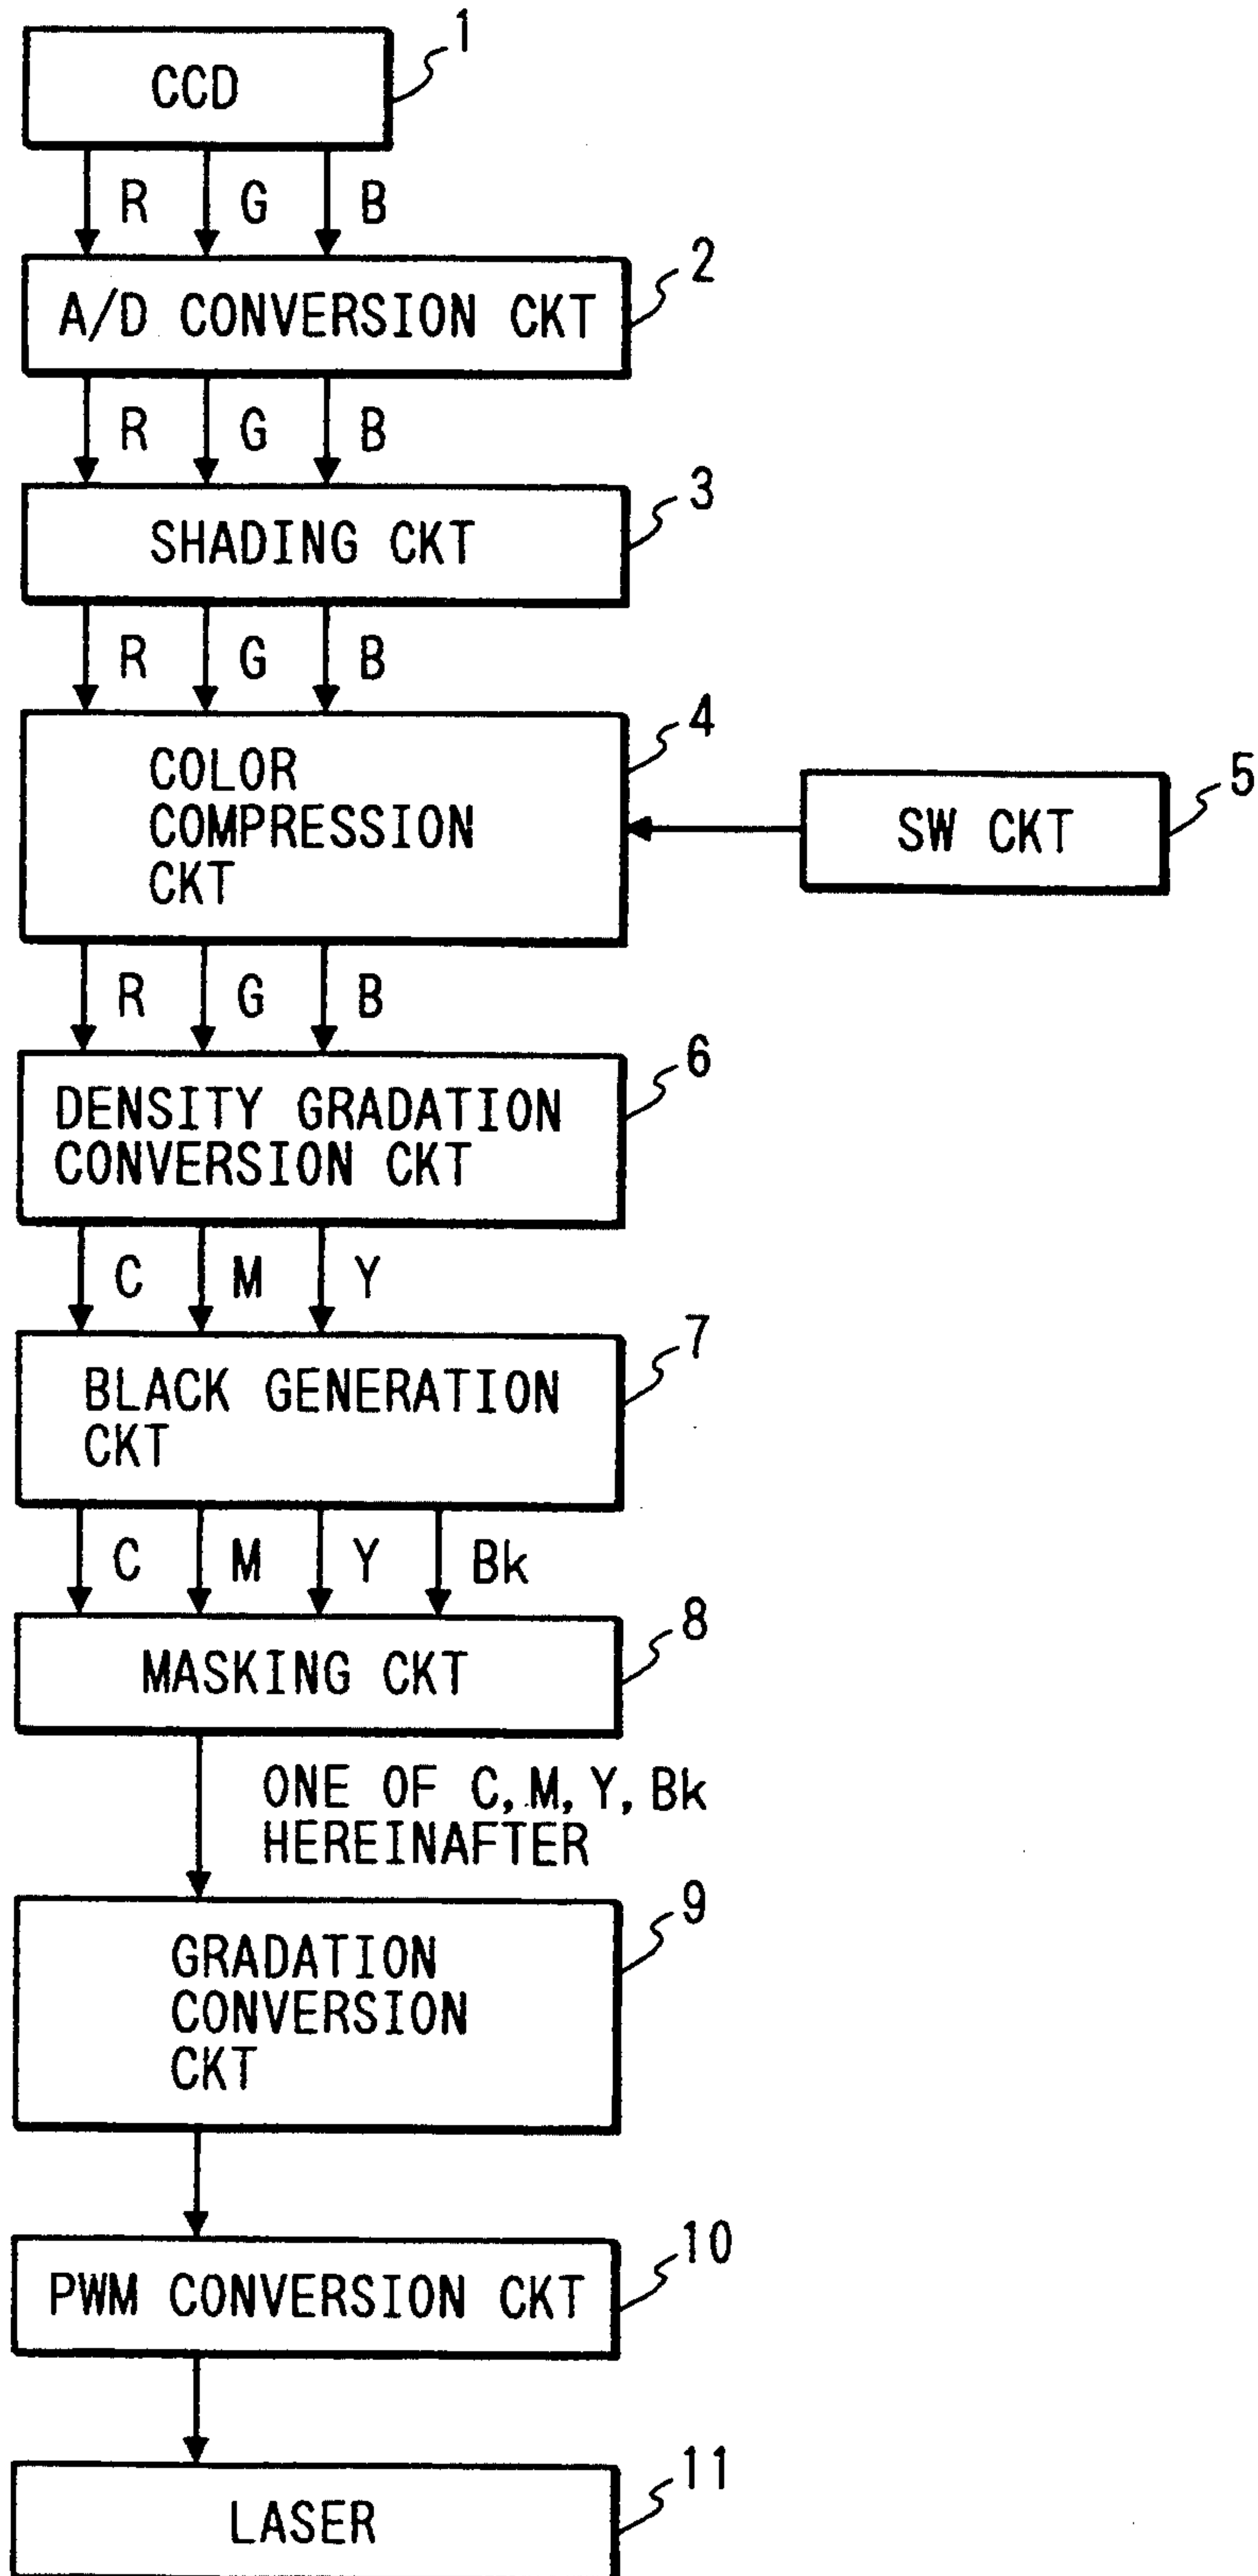 1
CCD
R G B
2
A/D CONVERSION CKT
R G B
3
SHADING CKT
R G B
4
COLOR
COMPRESSION
CKT
5
SW CKT
R G B
6
DENSITY GRADATION
CONVERSION CKT
C M Y
7
BLACK GENERATION
CKT
C M Y Bk
8
MASKING CKT
ONE OF C, M, Y, Bk
HEREINAFTER
9
GRADATION
CONVERSION
CKT
10
PWM CONVERSION CKT
11
LASER